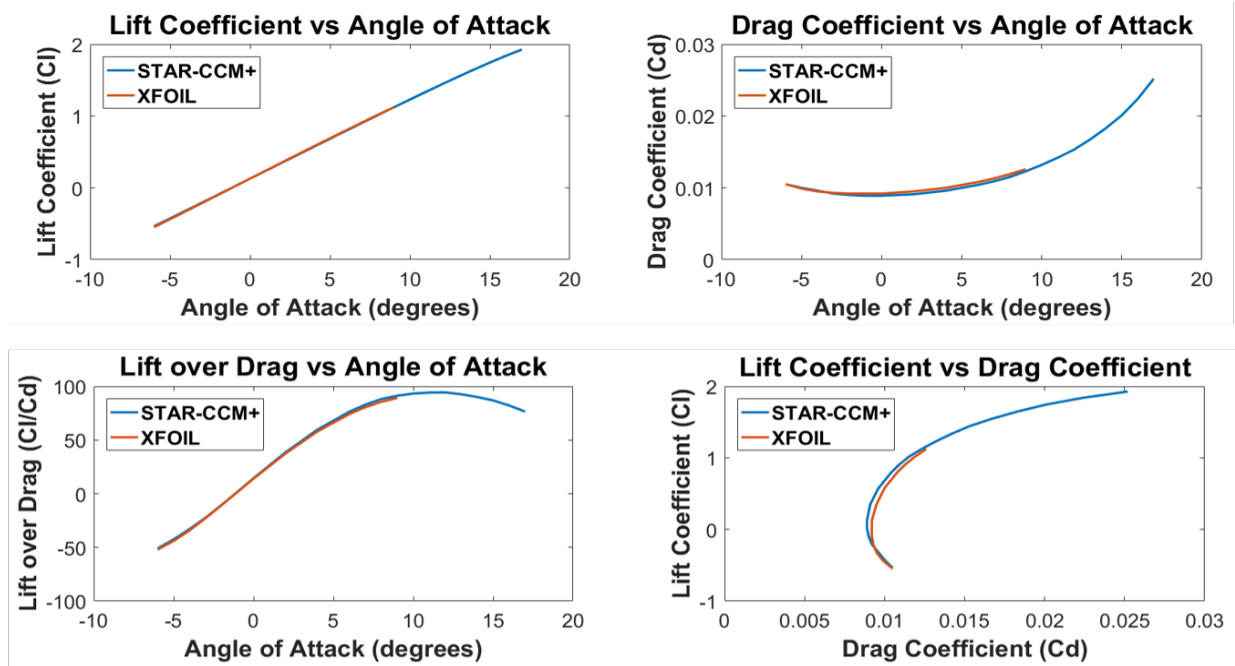 Lift Coefficient vs Angle of Attack
2
1
0
-1
Lift Coefficient (Cl)
STAR-CCM+
XFOIL
-10 -5 0 5 10 15 20
Angle of Attack (degrees)
Drag Coefficient vs Angle of Attack
0.03
0.02
0.01
0
Drag Coefficient (Cd)
STAR-CCM+
XFOIL
-10 -5 0 5 10 15 20
Angle of Attack (degrees)
Lift over Drag vs Angle of Attack
100
50
0
-50
-100
Lift over Drag (Cl/Cd)
STAR-CCM+
XFOIL
-10 -5 0 5 10 15 20
Angle of Attack (degrees)
Lift Coefficient vs Drag Coefficient
2
1
0
-1
Lift Coefficient (Cl)
STAR-CCM+
XFOIL
0 0.005 0.01 0.015 0.02 0.025 0.03
Drag Coefficient (Cd)